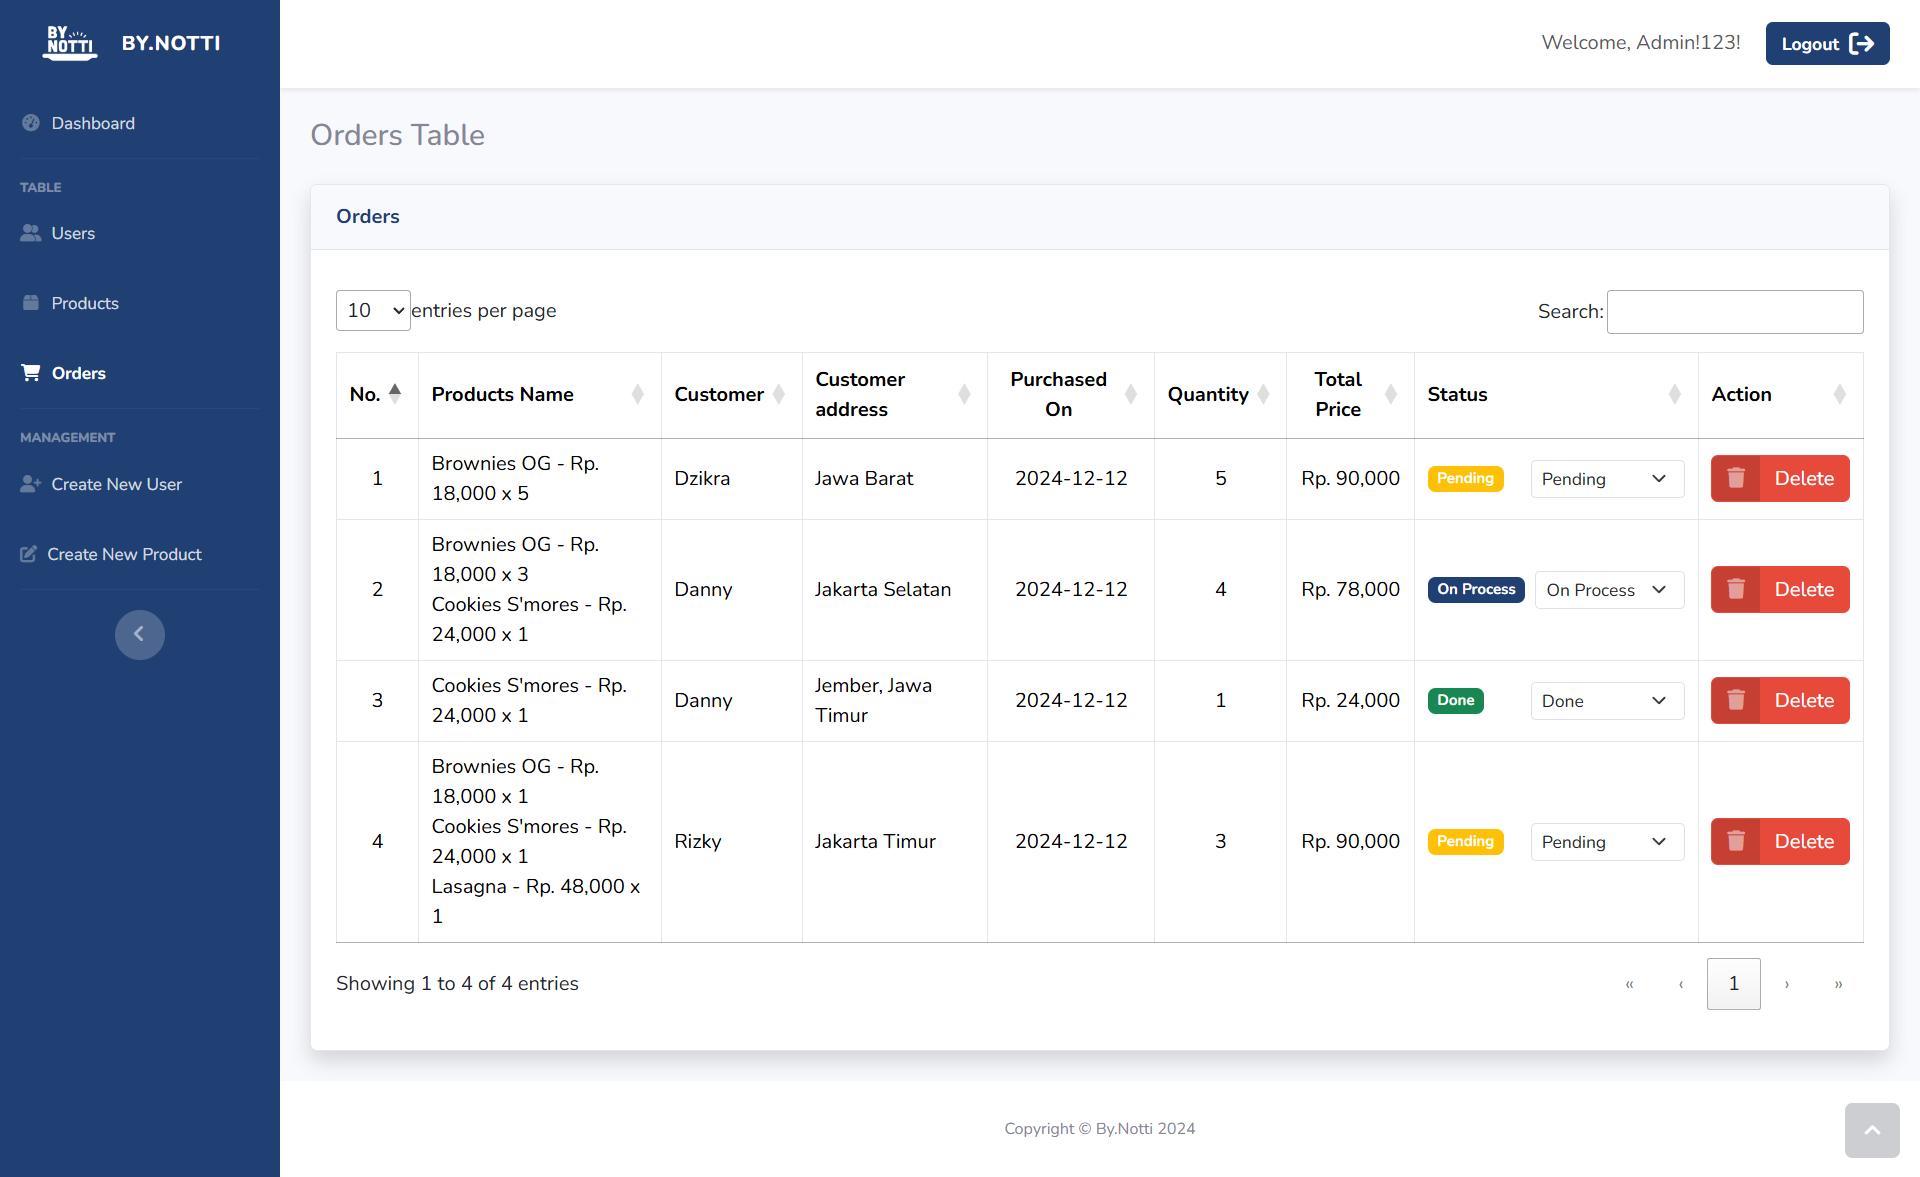 BY
NOTTI
BY.NOTTI
Welcome, Admin!123!
Logout
Dashboard
TABLE
Users
Products
Orders
MANAGEMENT
Create New User
Create New Product
Orders Table
Orders
10 entries per page
Search:
No. Products Name Customer Customer address Purchased On Quantity Total Price Status Action
1 Brownies OG - Rp. 18,000 x 5 Dzikra Jawa Barat 2024-12-12 5 Rp. 90,000 Pending Pending Delete
2 Brownies OG - Rp. 18,000 x 3 Cookies S'mores - Rp. 24,000 x 1 Danny Jakarta Selatan 2024-12-12 4 Rp. 78,000 On Process On Process Delete
3 Cookies S'mores - Rp. 24,000 x 1 Danny Jember, Jawa Timur 2024-12-12 1 Rp. 24,000 Done Done Delete
4 Brownies OG - Rp. 18,000 x 1 Cookies S'mores - Rp. 24,000 x 1 Lasagna - Rp. 48,000 x 1 Rizky Jakarta Timur 2024-12-12 3 Rp. 90,000 Pending Pending Delete
Showing 1 to 4 of 4 entries
« ‹ 1 › »
Copyright © By.Notti 2024